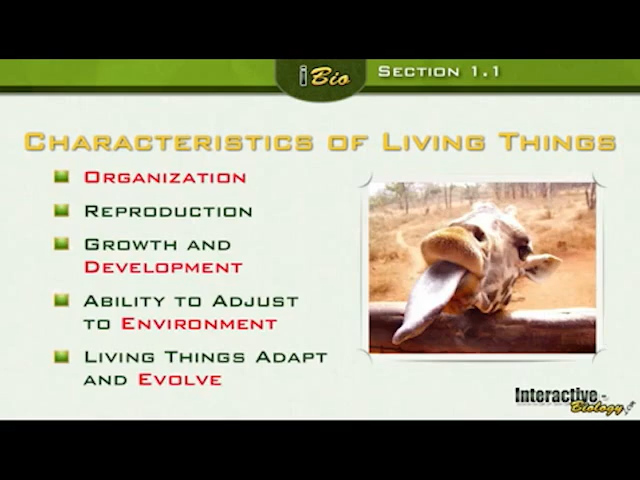 iBio
Section 1.1
Characteristics of Living Things
Organization
Reproduction
Growth and
Development
Ability to Adjust
to Environment
Living Things Adapt
and Evolve
Interactive-
Biology.com